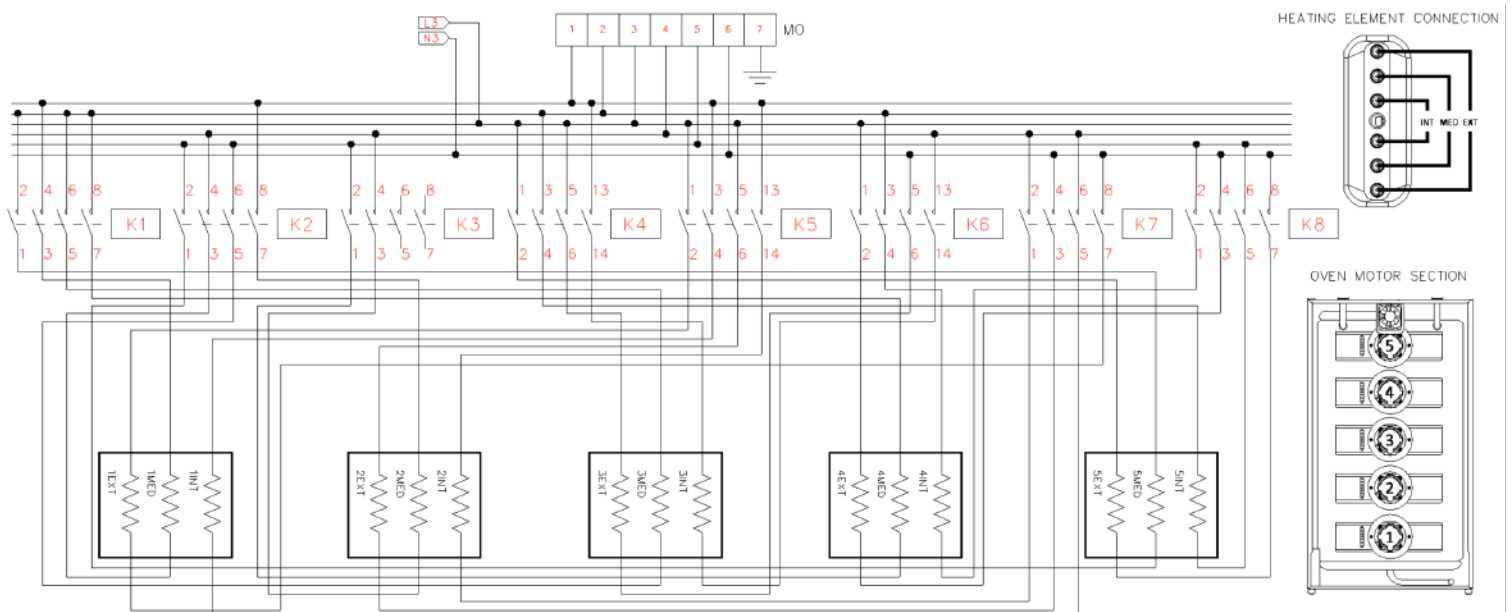 HEATING ELEMENT CONNECTION
L3
N3
1 2 3 4 5 6 7 MO
INT MED EXT
2 4 6 8 2 4 6 8 2 4 6 8 1 3 5 13 1 3 5 13 1 3 5 13 2 4 6 8 2 4 6 8
K1 K2 K3 K4 K5 K6 K7 K8
1 3 5 7 1 3 5 7 1 3 5 7 2 4 6 14 2 4 6 14 2 4 6 14 1 3 5 7 1 3 5 7
OVEN MOTOR SECTION
5
4
3
2
1
1EXT 1MED 1INT
2EXT 2MED 2INT
3EXT 3MED 3INT
4EXT 4MED 4INT
5EXT 5MED 5INT